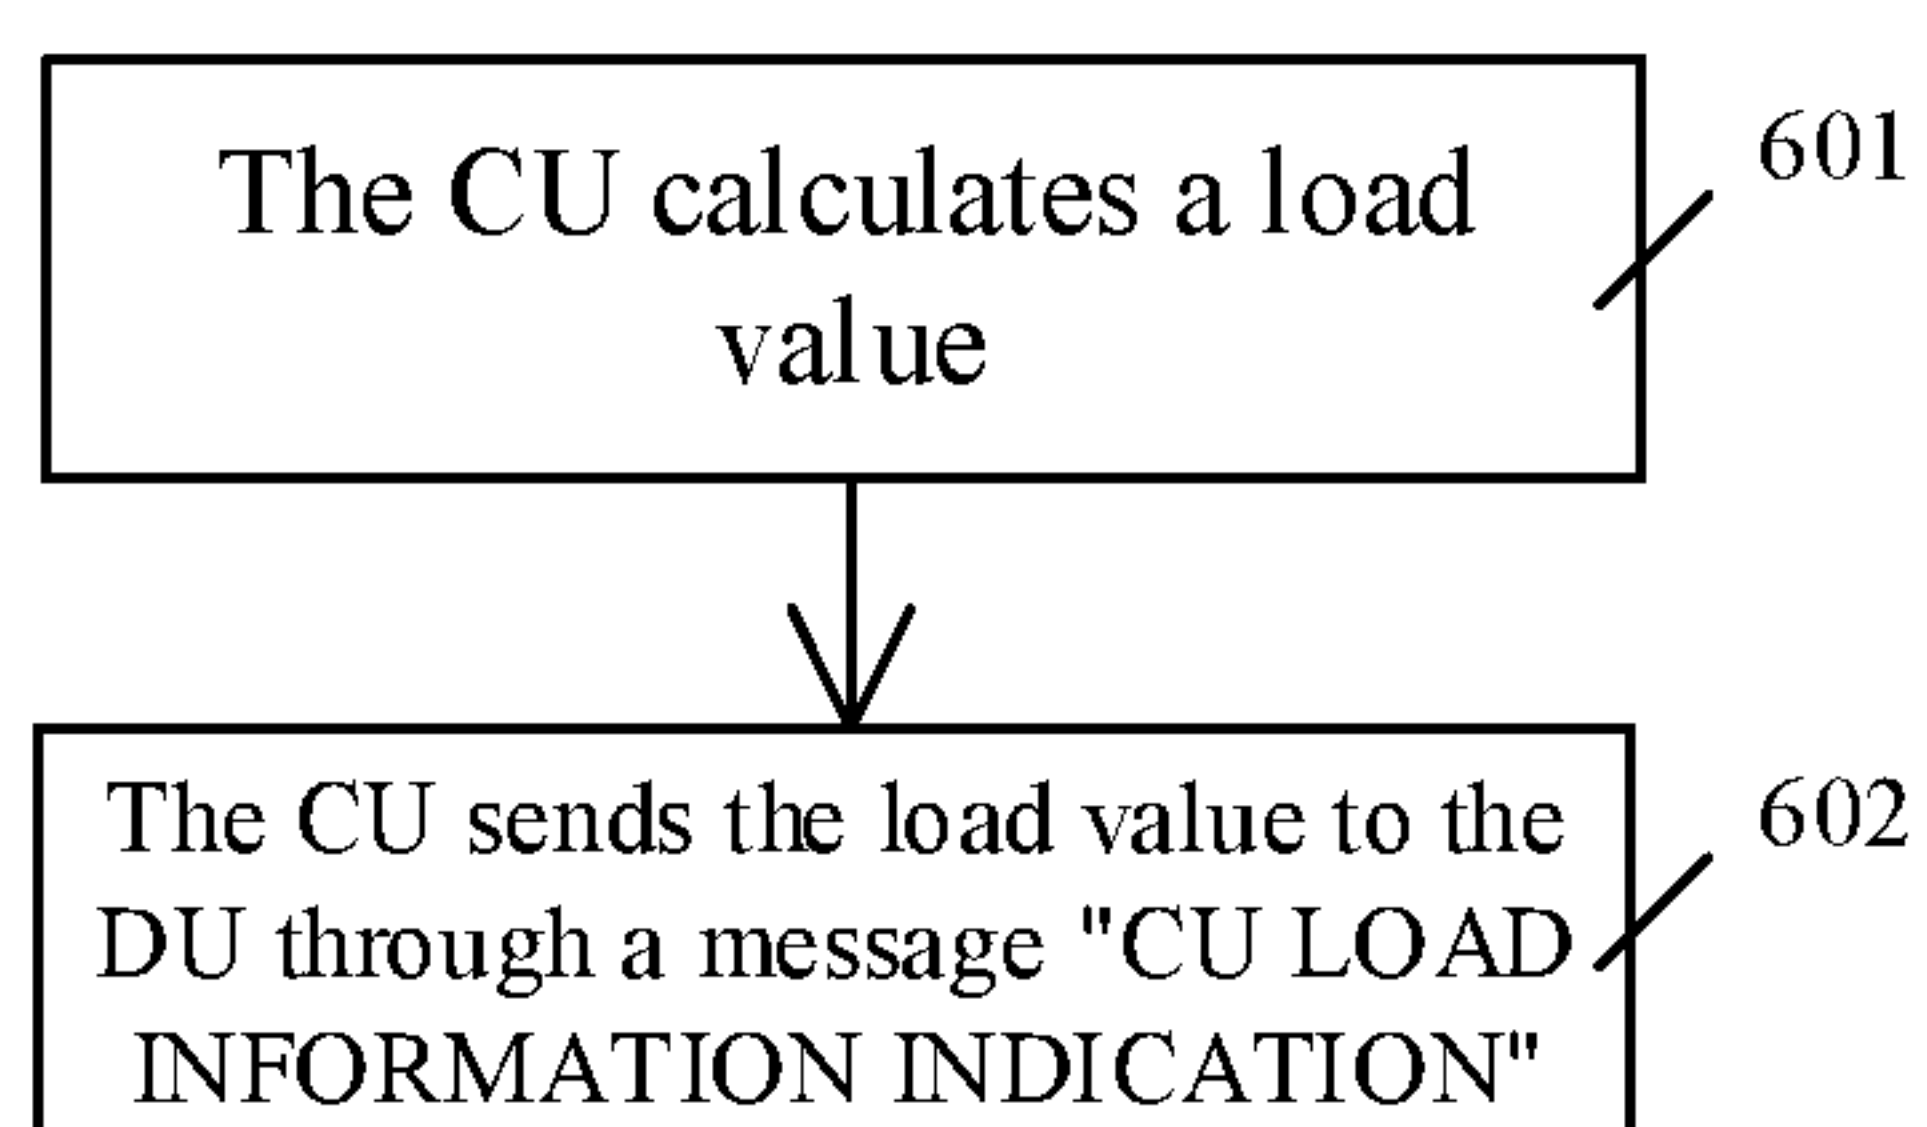 The CU calculates a load
value
601
The CU sends the load value to the
DU through a message "CU LOAD
INFORMATION INDICATION"
602